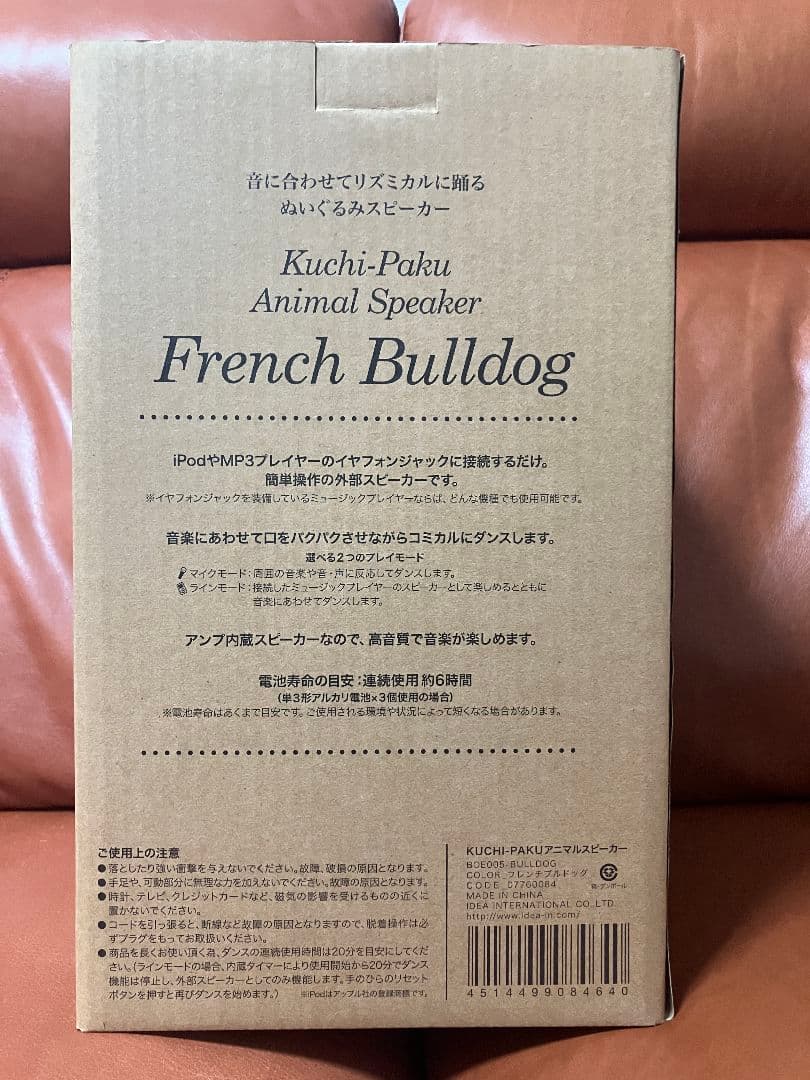 音に合わせてリズミカルに踊る
ぬいぐるみスピーカー
Kuchi-Paku
Animal Speaker
French Bulldog
iPodやMP3プレイヤーのイヤフォンジャックに接続するだけ。
簡単操作の外部スピーカーです。
※イヤフォンジャックを装備しているミュージックプレイヤーならば、どんな機種でも使用可能です。
音楽にあわせて口をパクパクさせながらコミカルにダンスします。
選べる2つのプレイモード
マイクモード：周囲の音楽や音・声に反応してダンスします。
ラインモード：接続したミュージックプレイヤーのスピーカーとして楽しめるとともに
音楽にあわせてダンスします。
アンプ内蔵スピーカーなので、高音質で音楽が楽しめます。
電池寿命の目安：連続使用 約6時間
（単3形アルカリ電池×3個使用の場合）
※電池寿命はあくまで目安です。ご使用される環境や状況によって短くなる場合があります。
ご使用上の注意
●落としたり強い衝撃を与えないでください。故障、破損の原因となります。
●手足や、可動部分に無理な力を加えないでください。故障の原因となります。
●時計、テレビ、クレジットカードなど、磁気の影響を受けるものの近くに
置かないでください。
●コードを引っ張ると、断線など故障の原因となりますので、脱着操作は必
ずプラグをもってお取扱いください。
●商品を長くお使い頂く為、ダンスの連続使用時間は20分を目安にしてくだ
さい。（ラインモードの場合、内蔵タイマーにより使用開始から20分でダンス
機能は停止し、外部スピーカーとしてのみ機能します。手のひらのリセット
ボタンを押すと再びダンスを始めます。）
※iPodはアップル社の登録商標です。
KUCHI-PAKUアニマルスピーカー
BOE005-BULLDOG
COLOR_フレンチブルドッグ
CODE_07760084
MADE IN CHINA
IDEA INTERNATIONAL CO.,LTD.
http://www.idea-in.com/
箱・ダンボール
4514499084640